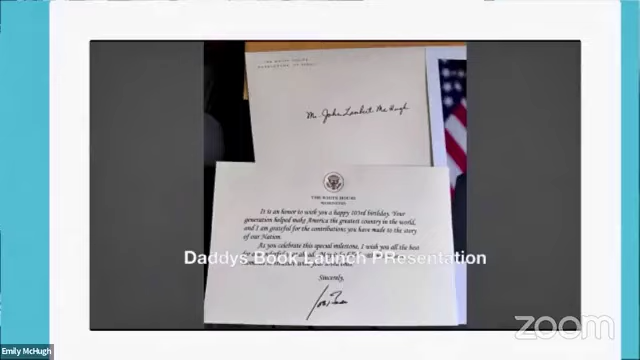 THE WHITE HOUSE
Mr. John Lambert McHugh
THE WHITE HOUSE
WASHINGTON
It is an honor to wish you a happy 103rd birthday. Your
generation helped make America the greatest country in the world,
and I am grateful for the contributions you have made to the story
of our Nation.
As you celebrate this special milestone, I wish you all the best
Daddys Book Launch PResentation
Sincerely,
zoom
Emily McHugh